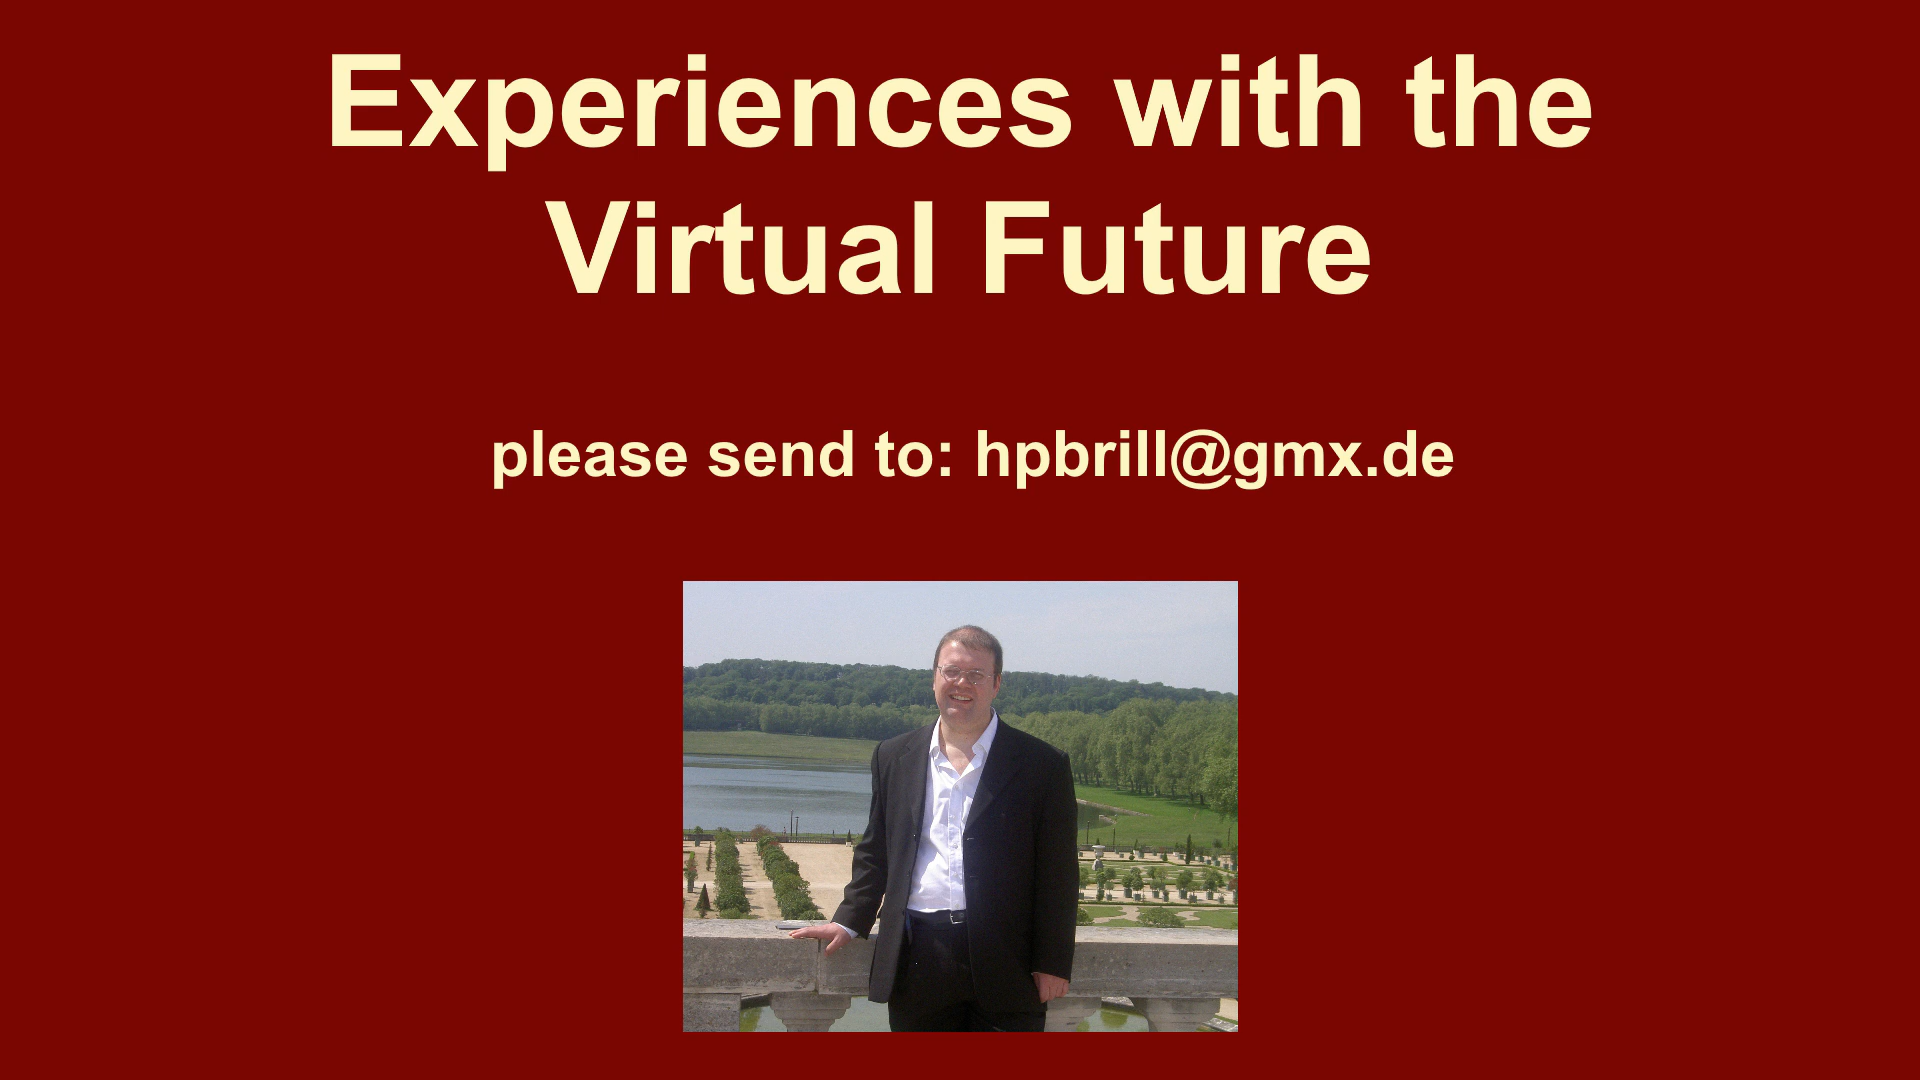 Experiences with the
Virtual Future
please send to: hpbrill@gmx.de